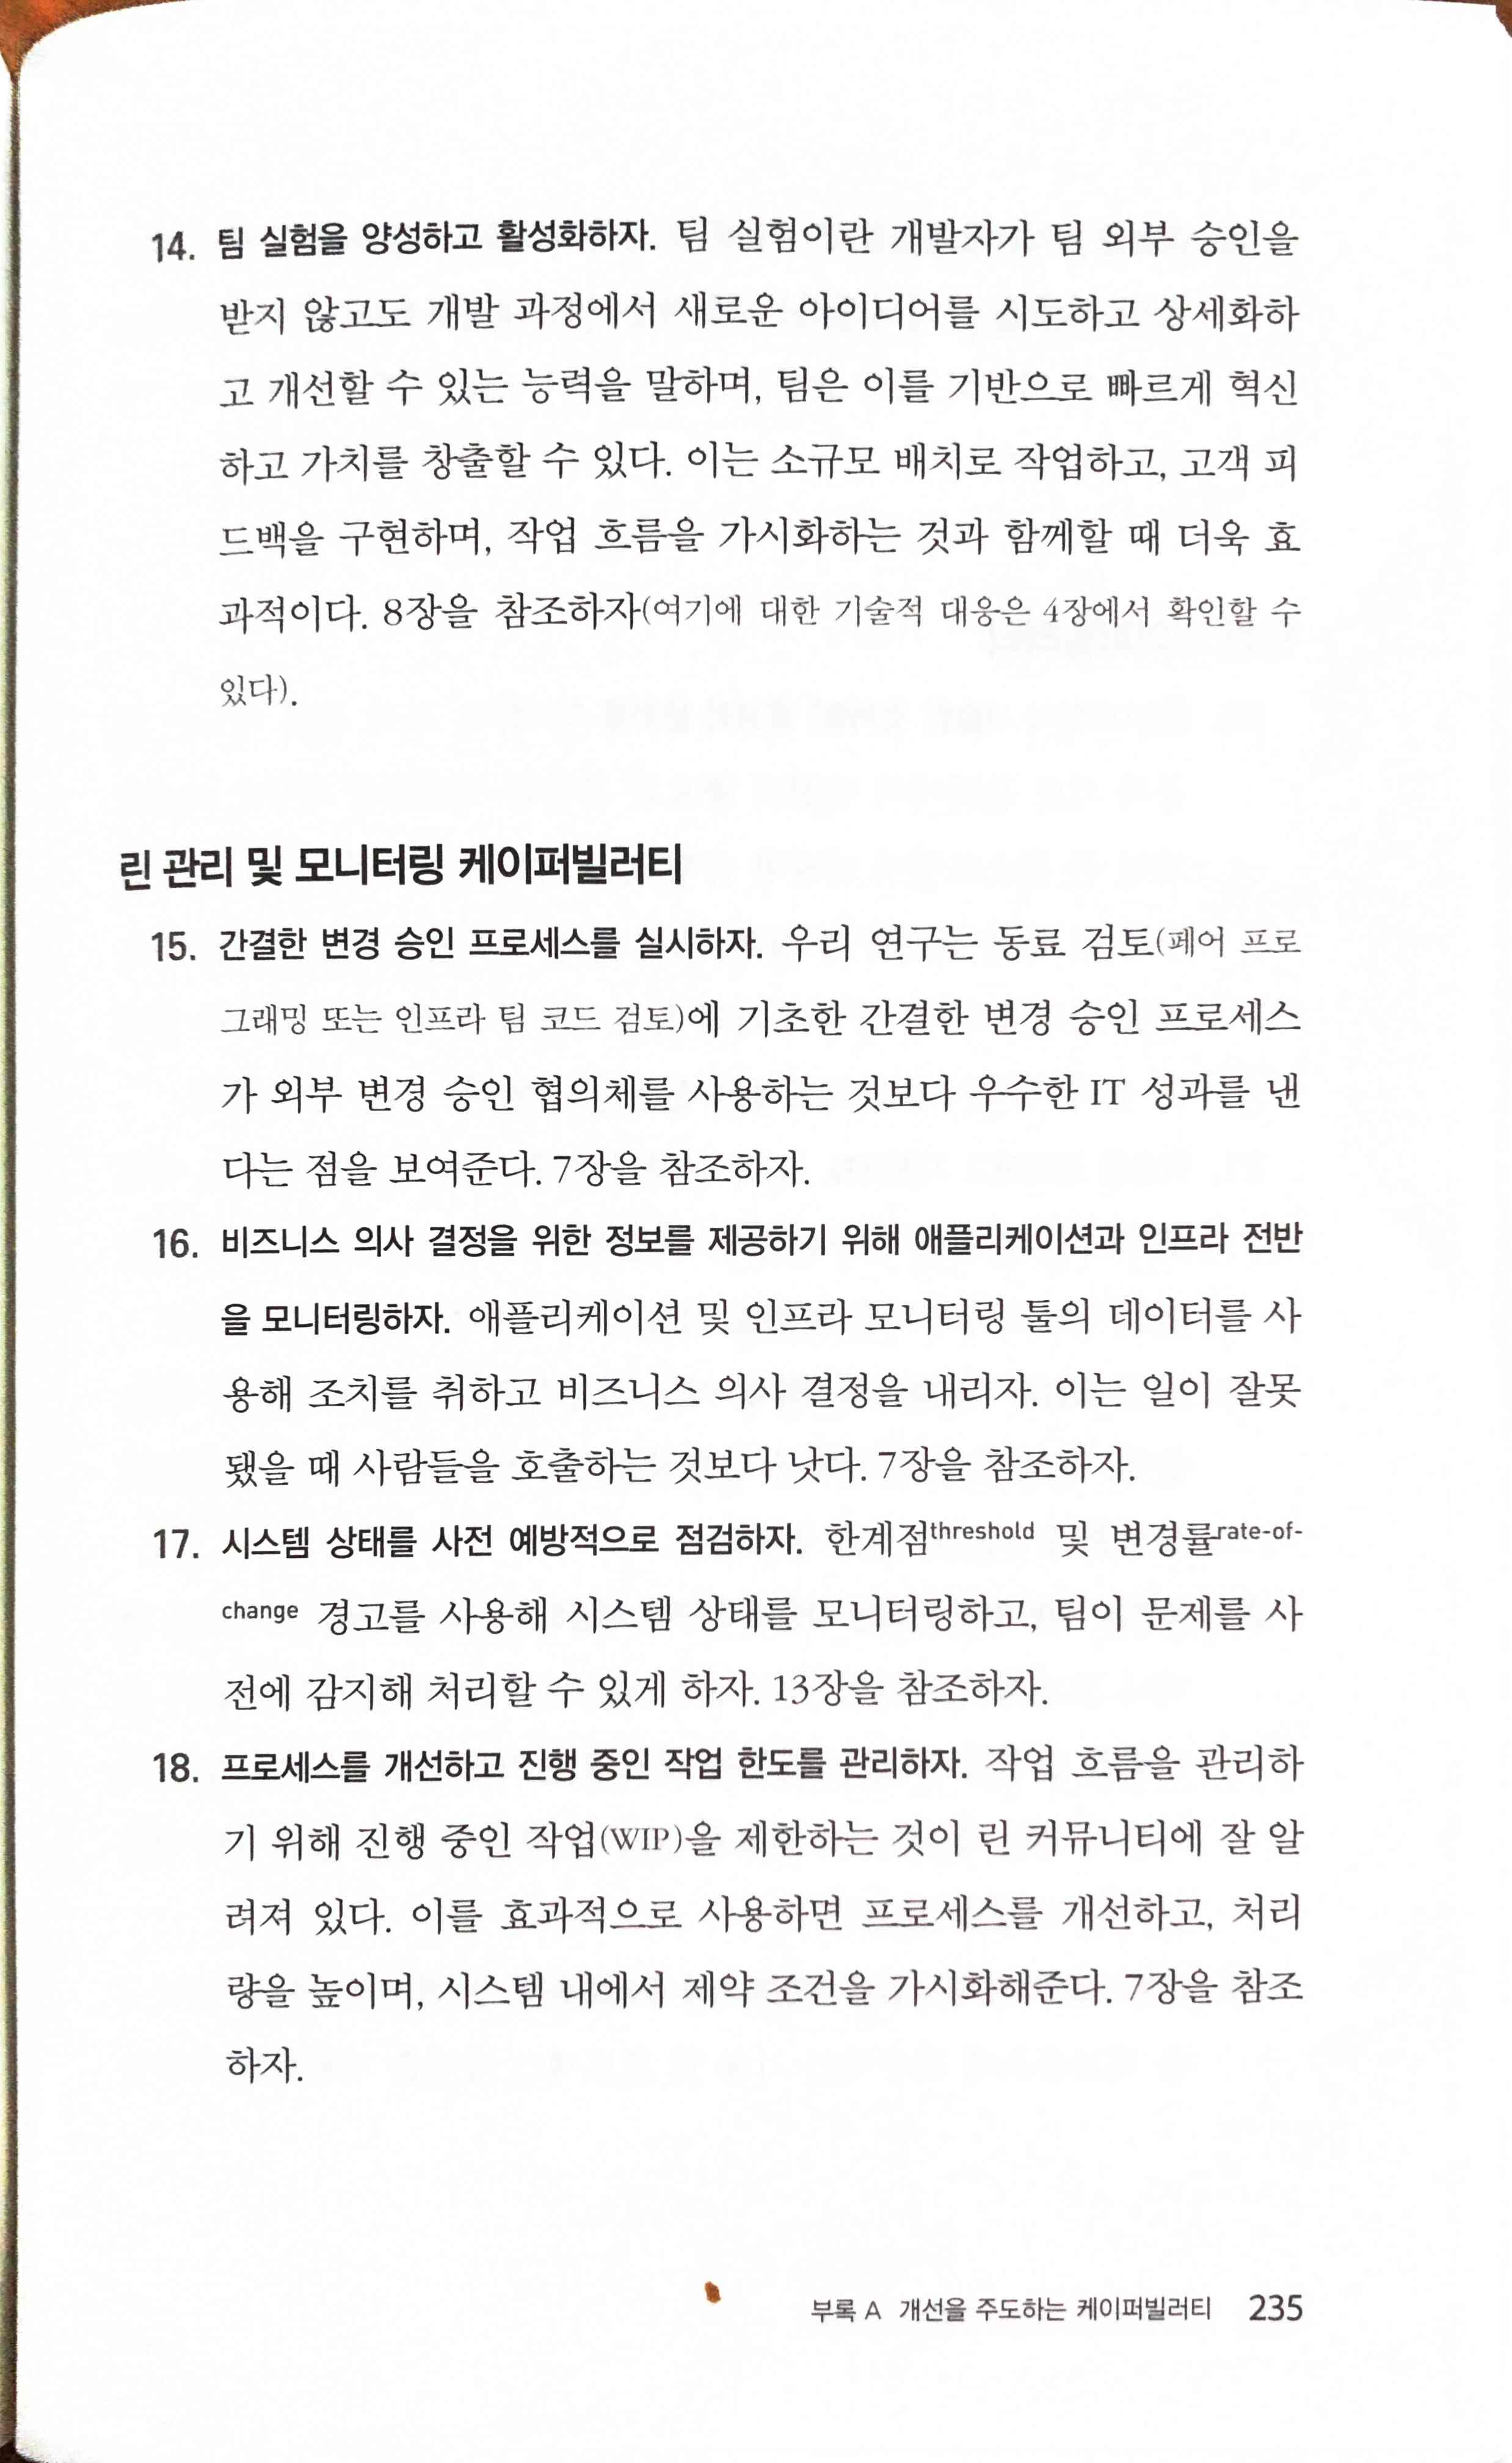 14. 팀 실험을 양성하고 활성화하자. 팀 실험이란 개발자가 팀 외부 승인을
받지 않고도 개발 과정에서 새로운 아이디어를 시도하고 상세화하
고 개선할 수 있는 능력을 말하며, 팀은 이를 기반으로 빠르게 혁신
하고 가치를 창출할 수 있다. 이는 소규모 배치로 작업하고, 고객 피
드백을 구현하며, 작업 흐름을 가시화하는 것과 함께할 때 더욱 효
과적이다. 8장을 참조하자(여기에 대한 기술적 대응은 4장에서 확인할 수
있다).
린 관리 및 모니터링 케이퍼빌러티
15. 간결한 변경 승인 프로세스를 실시하자. 우리 연구는 동료 검토(페어 프로
그래밍 또는 인프라 팀 코드 검토)에 기초한 간결한 변경 승인 프로세스
가 외부 변경 승인 협의체를 사용하는 것보다 우수한 IT 성과를 낸
다는 점을 보여준다. 7장을 참조하자.
16. 비즈니스 의사 결정을 위한 정보를 제공하기 위해 애플리케이션과 인프라 전반
을 모니터링하자. 애플리케이션 및 인프라 모니터링 툴의 데이터를 사
용해 조치를 취하고 비즈니스 의사 결정을 내리자. 이는 일이 잘못
됐을 때 사람들을 호출하는 것보다 낫다. 7장을 참조하자.
17. 시스템 상태를 사전 예방적으로 점검하자. 한계점threshold 및 변경률rate-of-
change 경고를 사용해 시스템 상태를 모니터링하고, 팀이 문제를 사
전에 감지해 처리할 수 있게 하자. 13장을 참조하자.
18. 프로세스를 개선하고 진행 중인 작업 한도를 관리하자. 작업 흐름을 관리하
기 위해 진행 중인 작업(WIP)을 제한하는 것이 린 커뮤니티에 잘 알
려져 있다. 이를 효과적으로 사용하면 프로세스를 개선하고, 처리
량을 높이며, 시스템 내에서 제약 조건을 가시화해준다. 7장을 참조
하자.
부록 A 개선을 주도하는 케이퍼빌러티 235